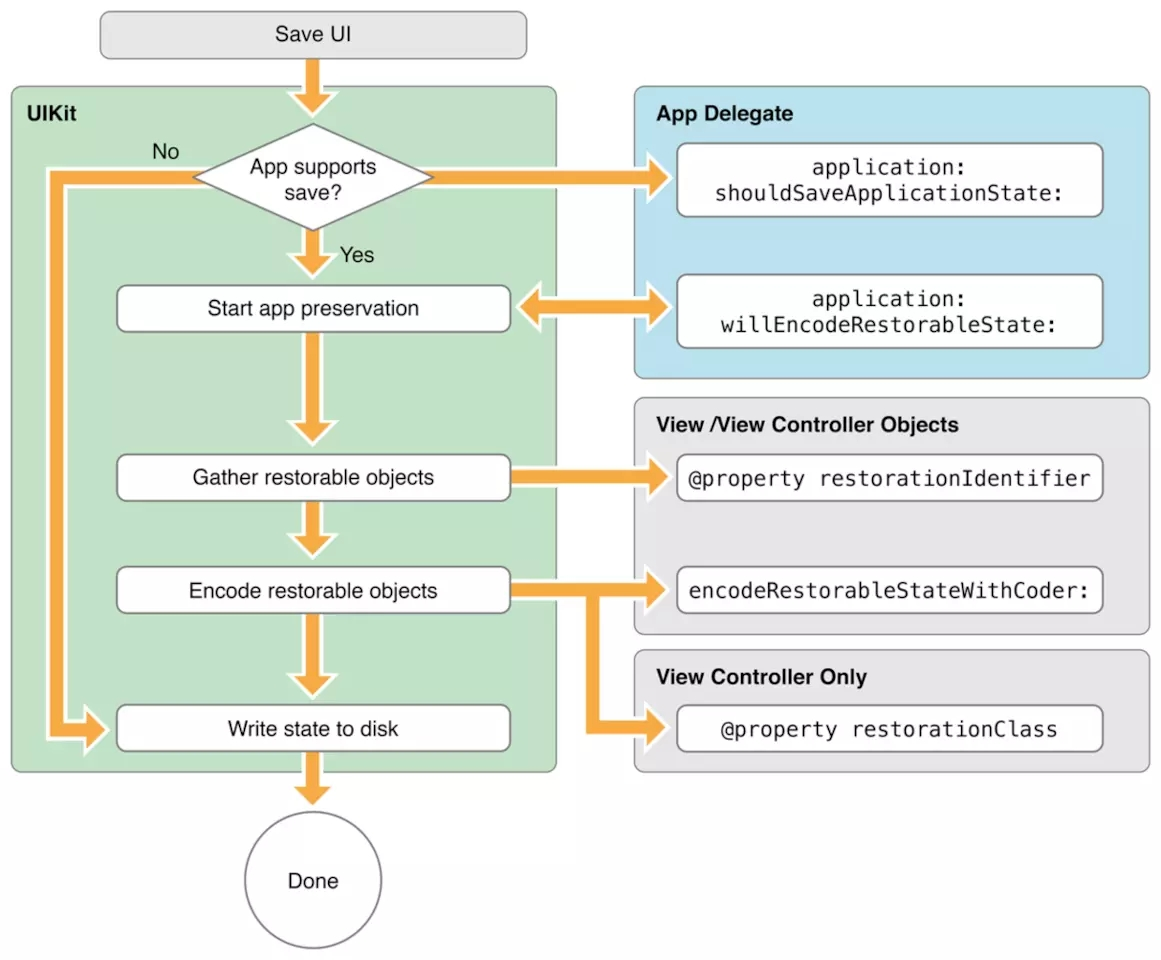 Save UI
UIKit
No
App supports
save?
Yes
Start app preservation
Gather restorable objects
Encode restorable objects
Write state to disk
Done
App Delegate
application:
shouldSaveApplicationState:
application:
willEncodeRestorableState:
View /View Controller Objects
@property restorationIdentifier
encodeRestorableStateWithCoder:
View Controller Only
@property restorationClass